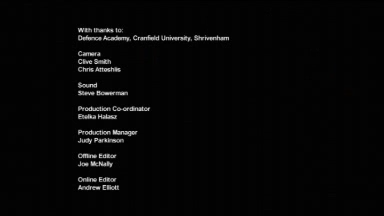 With thanks to:
Defence Academy, Cranfield University, Shrivenham
Camera
Clive Smith
Chris Atteshlis
Sound
Steve Bowerman
Production Co-ordinator
Etelka Halasz
Production Manager
Judy Parkinson
Offline Editor
Joe McNally
Online Editor
Andrew Elliott